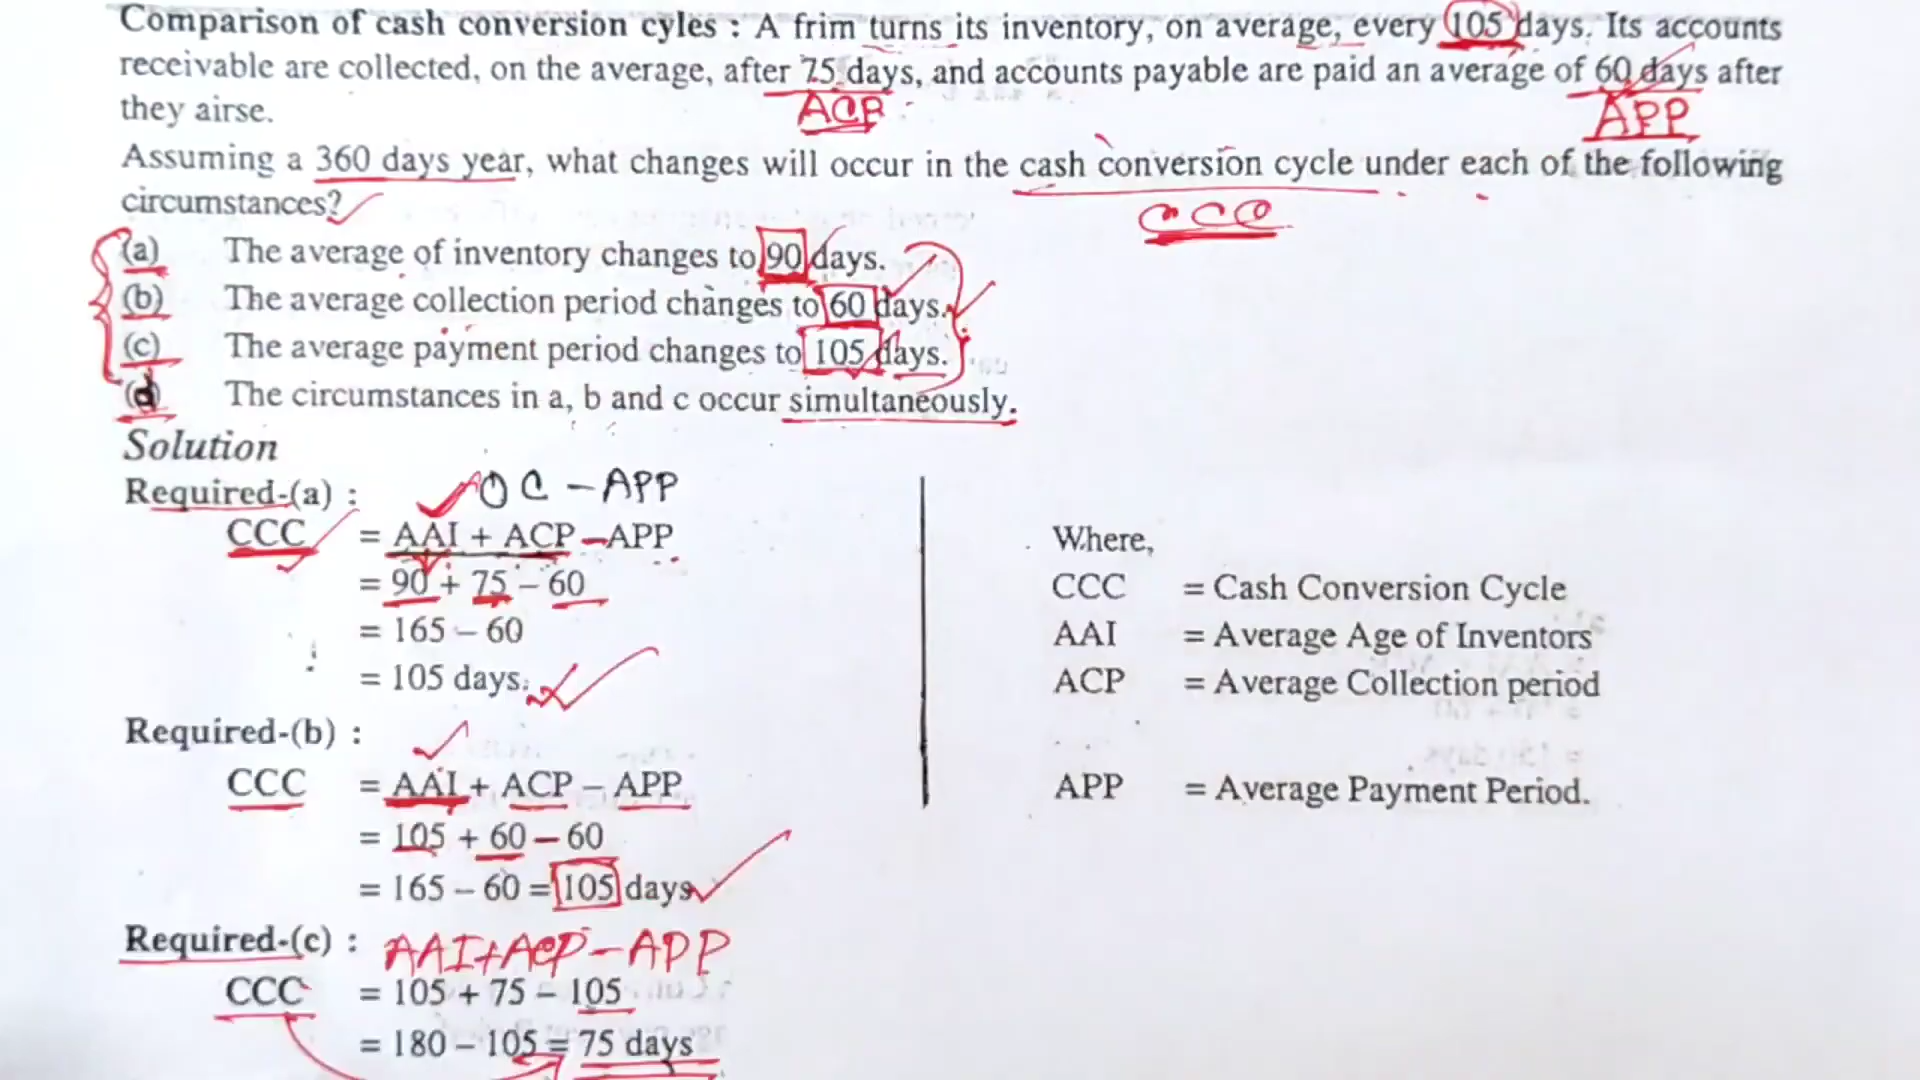 Comparison of cash conversion cyles : A frim turns its inventory, on average, every 105 days. Its accounts
receivable are collected, on the average, after 75 days, and accounts payable are paid an average of 60 days after
they airse.
ACP
APP
Assuming a 360 days year, what changes will occur in the cash conversion cycle under each of the following
circumstances?
CCC
(a) The average of inventory changes to 90 days.
(b) The average collection period changes to 60 days.
(c) The average payment period changes to 105 days.
(d) The circumstances in a, b and c occur simultaneously.
Solution
Required-(a) :
OC - APP
CCC = AAI + ACP – APP
= 90 + 75 – 60
= 165 – 60
= 105 days.
Where,
CCC = Cash Conversion Cycle
AAI = Average Age of Inventors
ACP = Average Collection period
APP = Average Payment Period.
Required-(b) :
CCC = AAI + ACP – APP
= 105 + 60 – 60
= 165 – 60 = 105 days
Required-(c) :
AAI+ACP-APP
CCC = 105 + 75 – 105
= 180 – 105 = 75 days